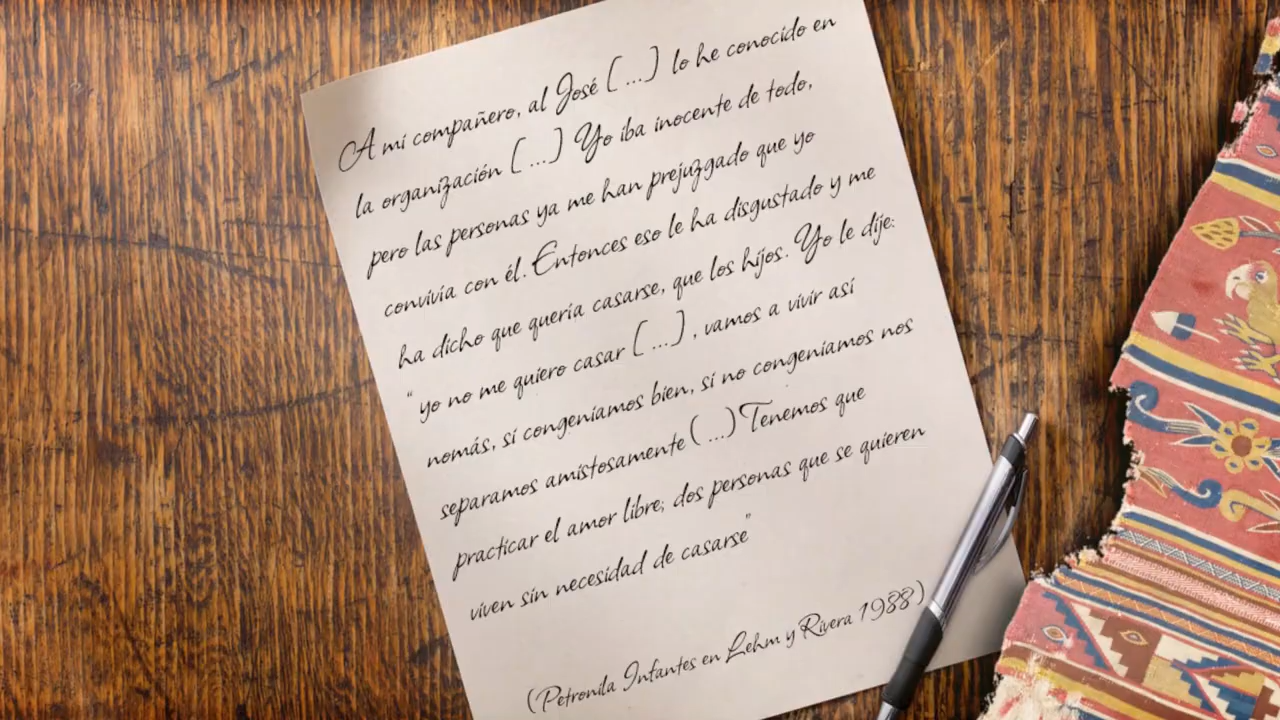 A mi compañero, al José [...] lo he conocido en
la organización [...] Yo iba inocente de todo,
pero las personas ya me han prejuzgado que yo
convivía con él. Entonces eso le ha disgustado y me
ha dicho que quería casarse, que los hijos. Yo le dije:
"yo no me quiero casar [...], vamos a vivir así
nomás, si congeniamos bien, si no congeniamos nos
separamos amistosamente (...) Tenemos que
practicar el amor libre; dos personas que se quieren
viven sin necesidad de casarse"
(Petronila Infantes en Lehm y Rivera 1988)